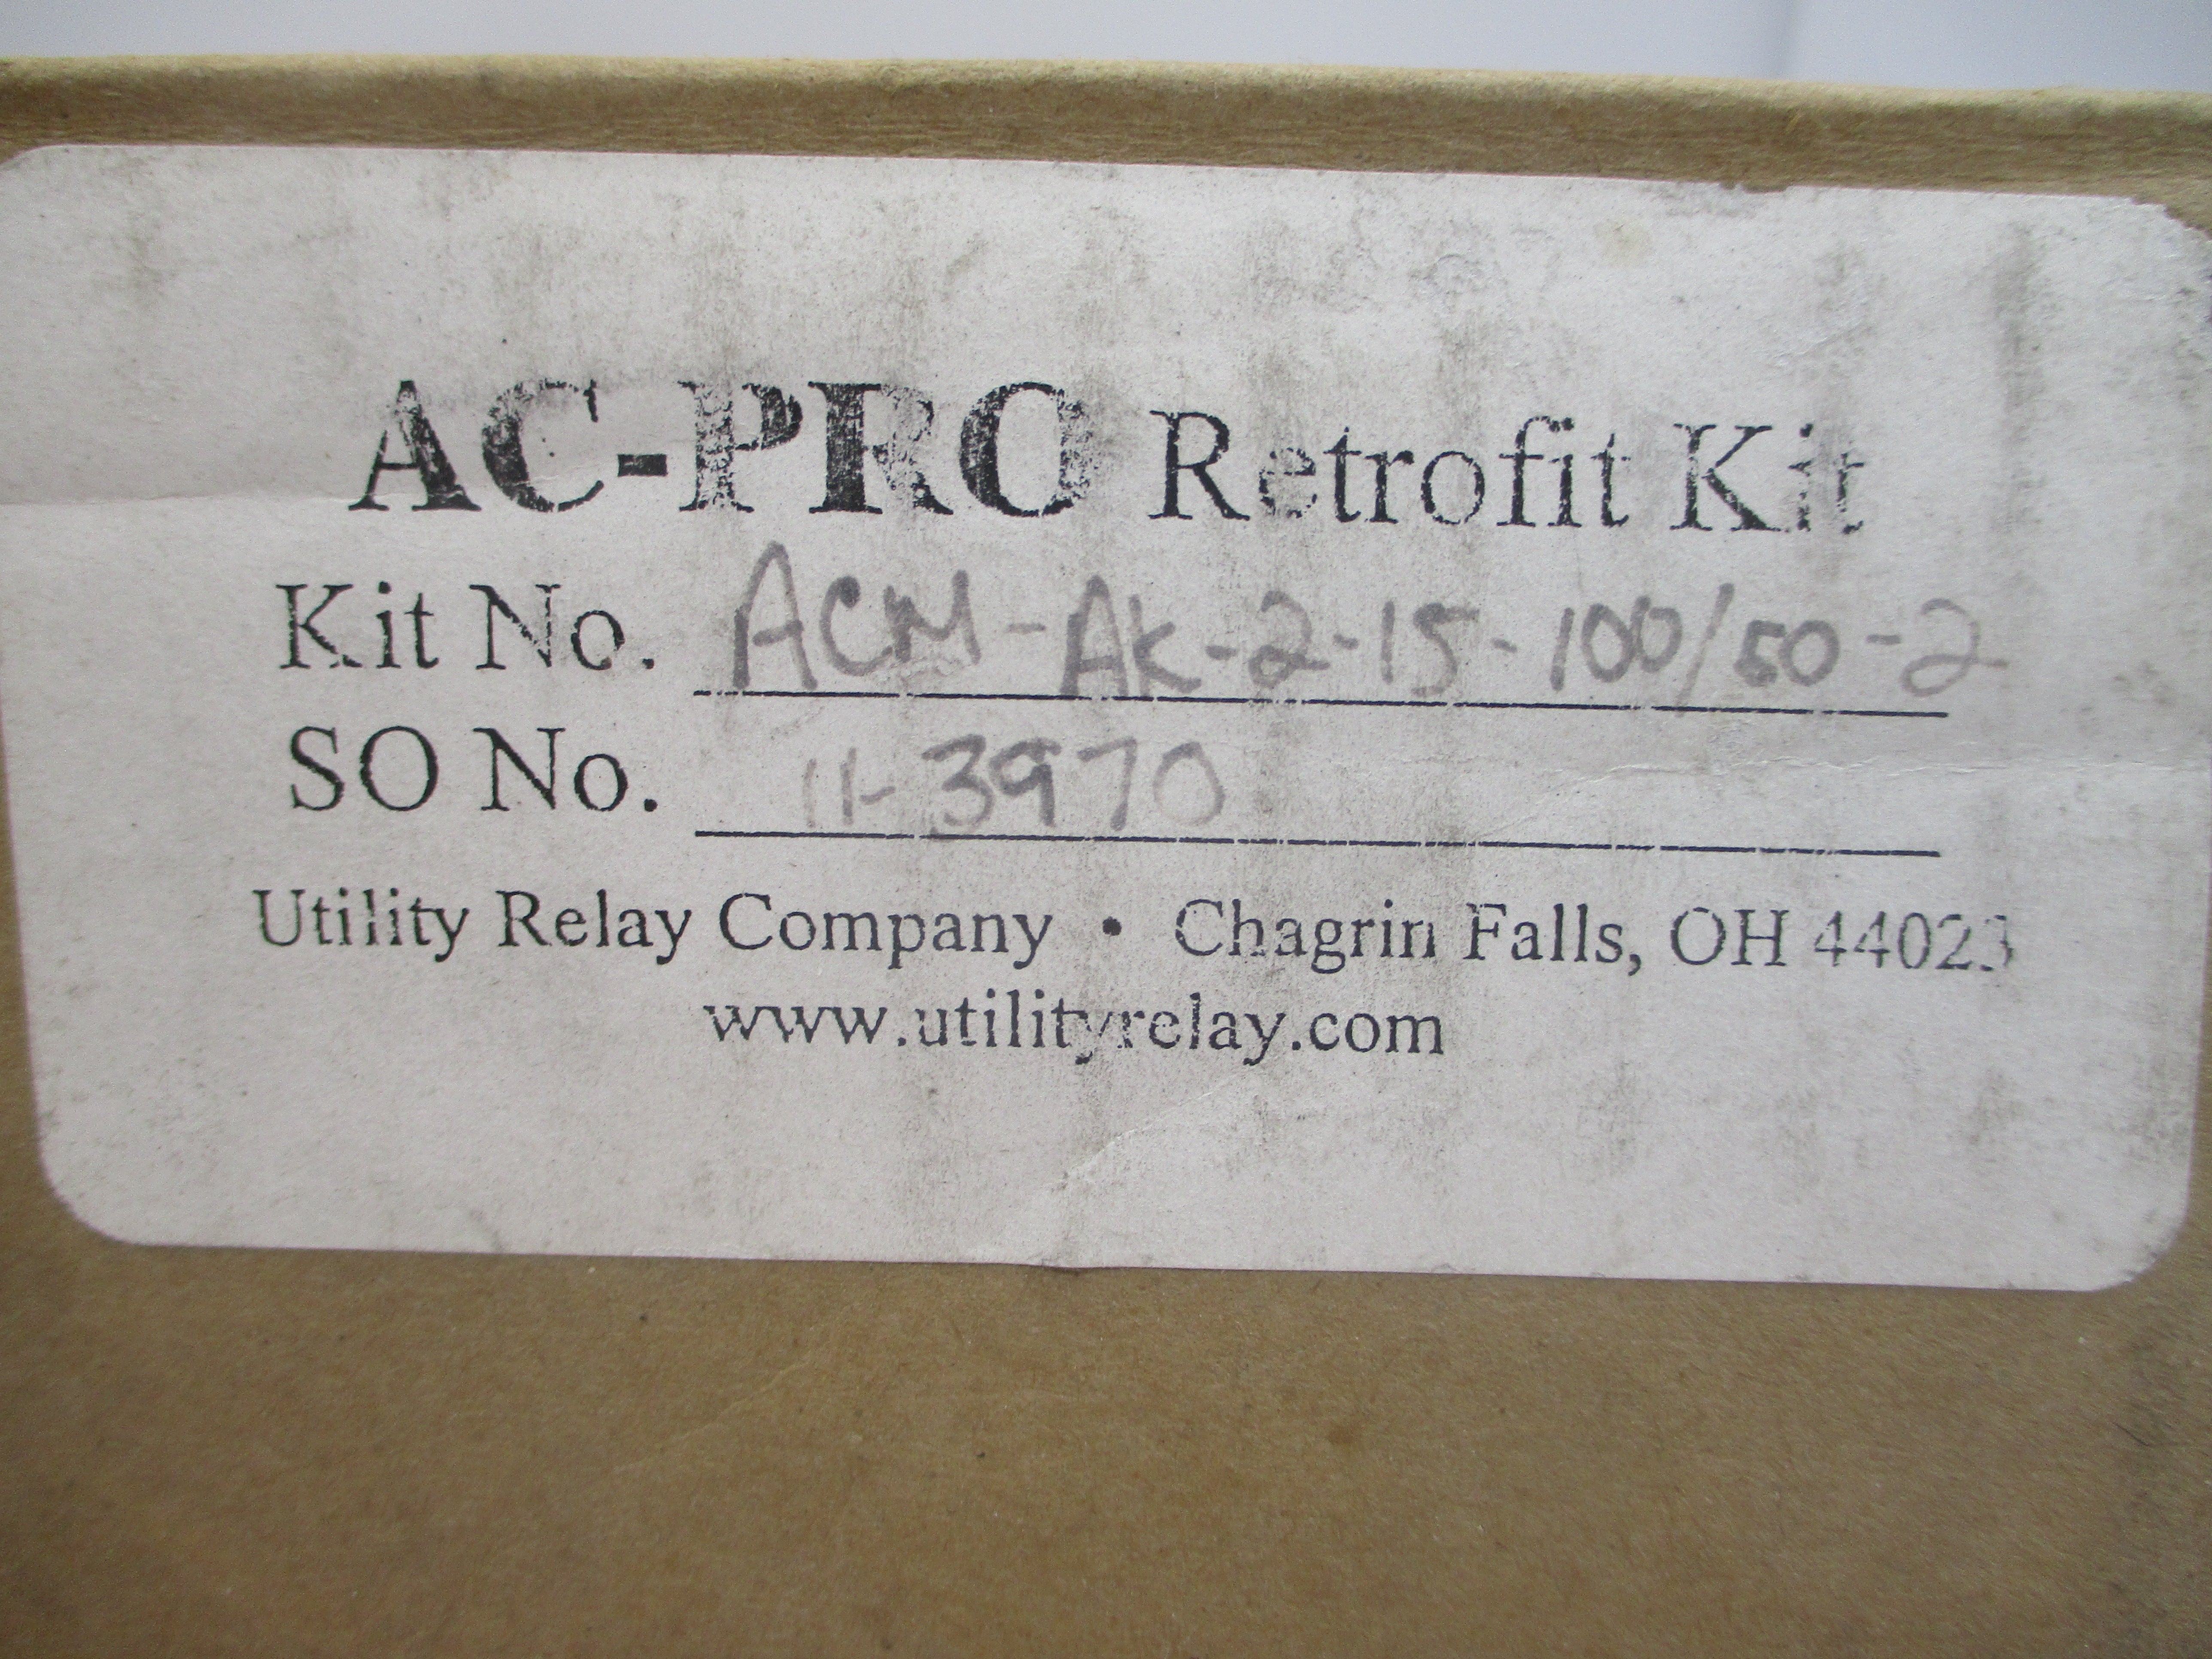 AC-PRO Retrofit Kit
Kit No. ACM-AK-2-15-100/50-2
SO No. 11-3970
Utility Relay Company • Chagrin Falls, OH 44023
www.utilityrelay.com